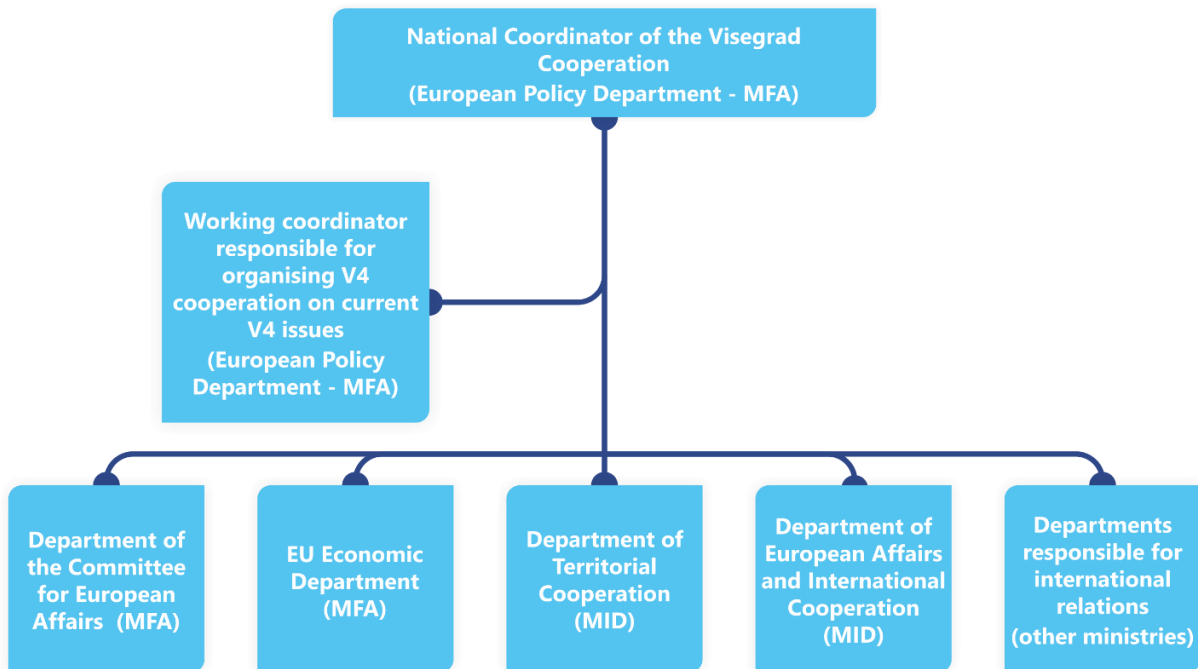 National Coordinator of the Visegrad
Cooperation
(European Policy Department - MFA)
Working coordinator
responsible for
organising V4
cooperation on current
V4 issues
(European Policy
Department - MFA)
Department of
the Committee
for European
Affairs (MFA)
EU Economic
Department
(MFA)
Department of
Territorial
Cooperation
(MID)
Department of
European Affairs
and International
Cooperation
(MID)
Departments
responsible for
international
relations
(other ministries)